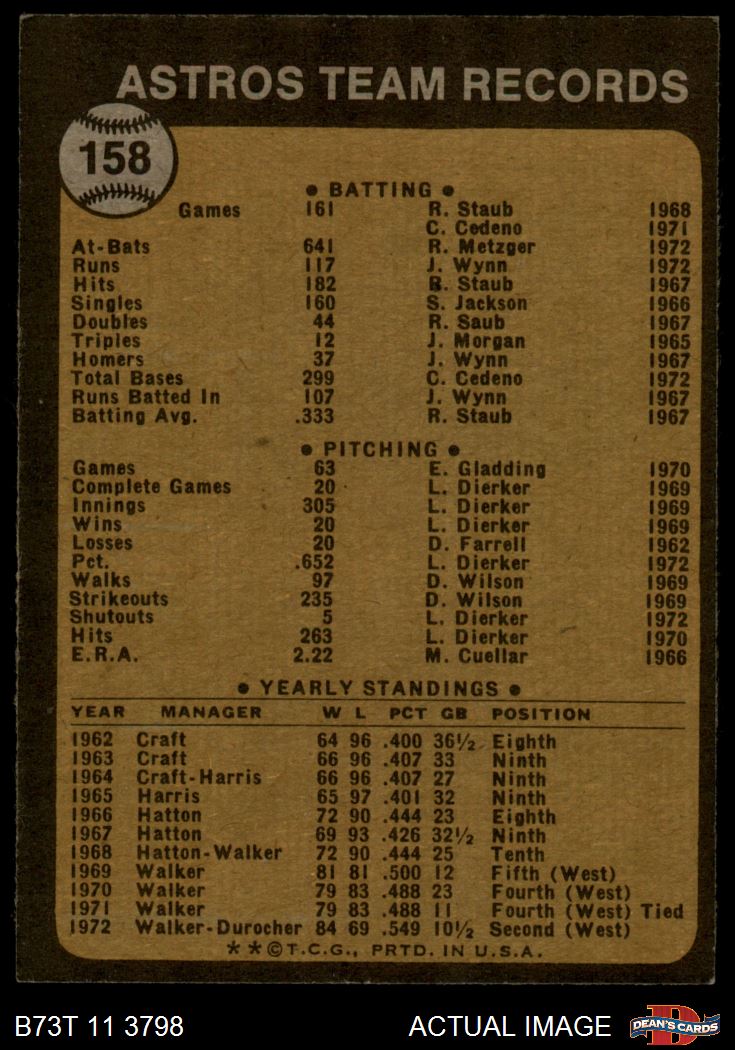 ASTROS TEAM RECORDS
158
• BATTING •
Games 161 R. Staub 1968
C. Cedeno 1971
At-Bats 641 R. Metzger 1972
Runs 117 J. Wynn 1972
Hits 182 R. Staub 1967
Singles 160 S. Jackson 1966
Doubles 44 R. Saub 1967
Triples 12 J. Morgan 1965
Homers 37 J. Wynn 1967
Total Bases 299 C. Cedeno 1972
Runs Batted In 107 J. Wynn 1967
Batting Avg. .333 R. Staub 1967
• PITCHING •
Games 63 F. Gladding 1970
Complete Games 20 L. Dierker 1969
Innings 305 L. Dierker 1969
Wins 20 L. Dierker 1969
Losses 20 D. Farrell 1962
Pct. .652 L. Dierker 1972
Walks 97 D. Wilson 1969
Strikeouts 235 D. Wilson 1969
Shutouts 5 L. Dierker 1972
Hits 263 L. Dierker 1970
E.R.A. 2.22 M. Cuellar 1966
• YEARLY STANDINGS •
YEAR MANAGER W L PCT GB POSITION
1962 Craft 64 96 .400 36½ Eighth
1963 Craft 66 96 .407 33 Ninth
1964 Craft-Harris 66 96 .407 27 Ninth
1965 Harris 65 97 .401 32 Ninth
1966 Hatton 72 90 .444 23 Eighth
1967 Hatton 69 93 .426 32½ Ninth
1968 Hatton-Walker 72 90 .444 25 Tenth
1969 Walker 81 81 .500 12 Fifth (West)
1970 Walker 79 83 .488 23 Fourth (West)
1971 Walker 79 83 .488 11 Fourth (West) Tied
1972 Walker-Durocher 84 69 .549 10½ Second (West)
**©T.C.G., PRTD. IN U.S.A.
B73T 11 3798 ACTUAL IMAGE D DEAN'S CARDS